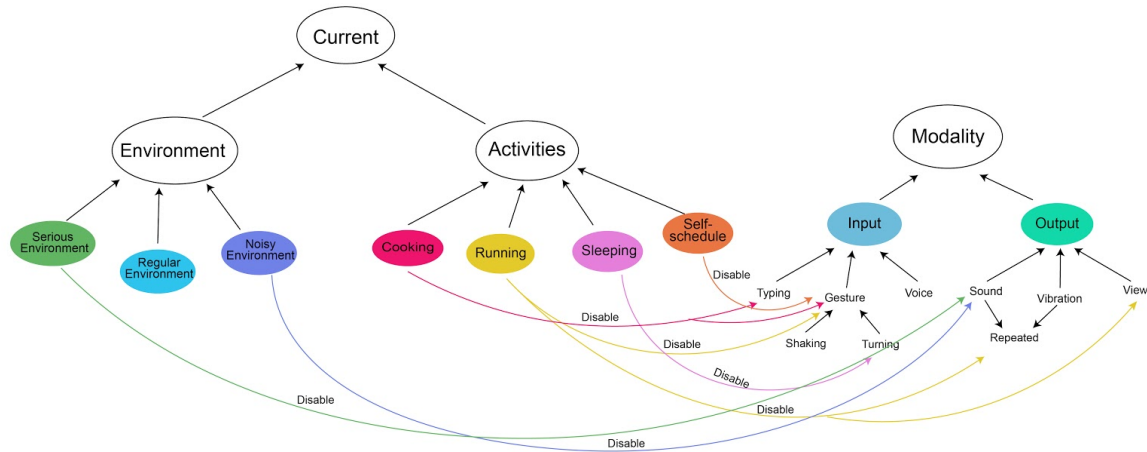 Current
Environment
Activities
Modality
Serious
Environment
Regular
Environment
Noisy
Environment
Cooking
Running
Sleeping
Self-
schedule
Input
Output
Disable
Typing
Gesture
Voice
Sound
Vibration
View
Disable
Disable
Shaking
Turning
Repeated
Disable
Disable
Disable
Disable